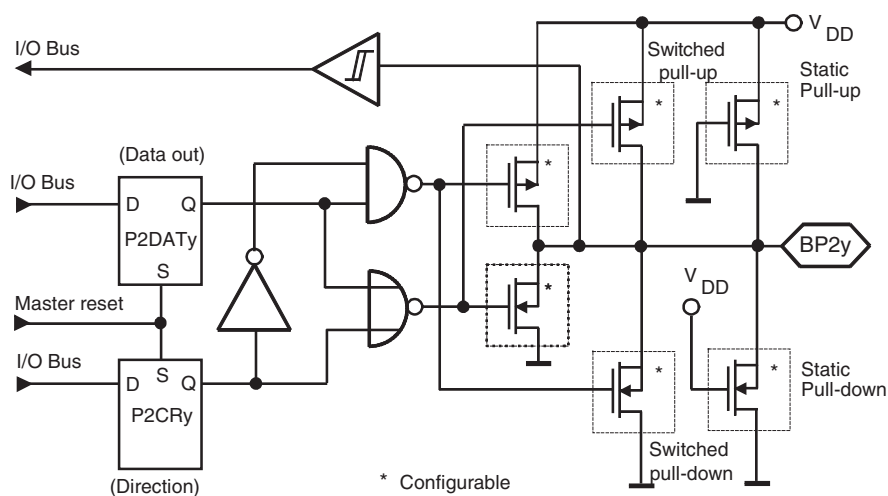 I/O Bus
V
DD
Switched
pull-up
*
Static
Pull-up
*
(Data out)
I/O Bus
D
Q
P2DATy
S
*
BP2y
Master reset
*
V
DD
I/O Bus
D
S
Q
P2CRy
*
*
Static
Pull-down
Switched
pull-down
(Direction)
* Configurable